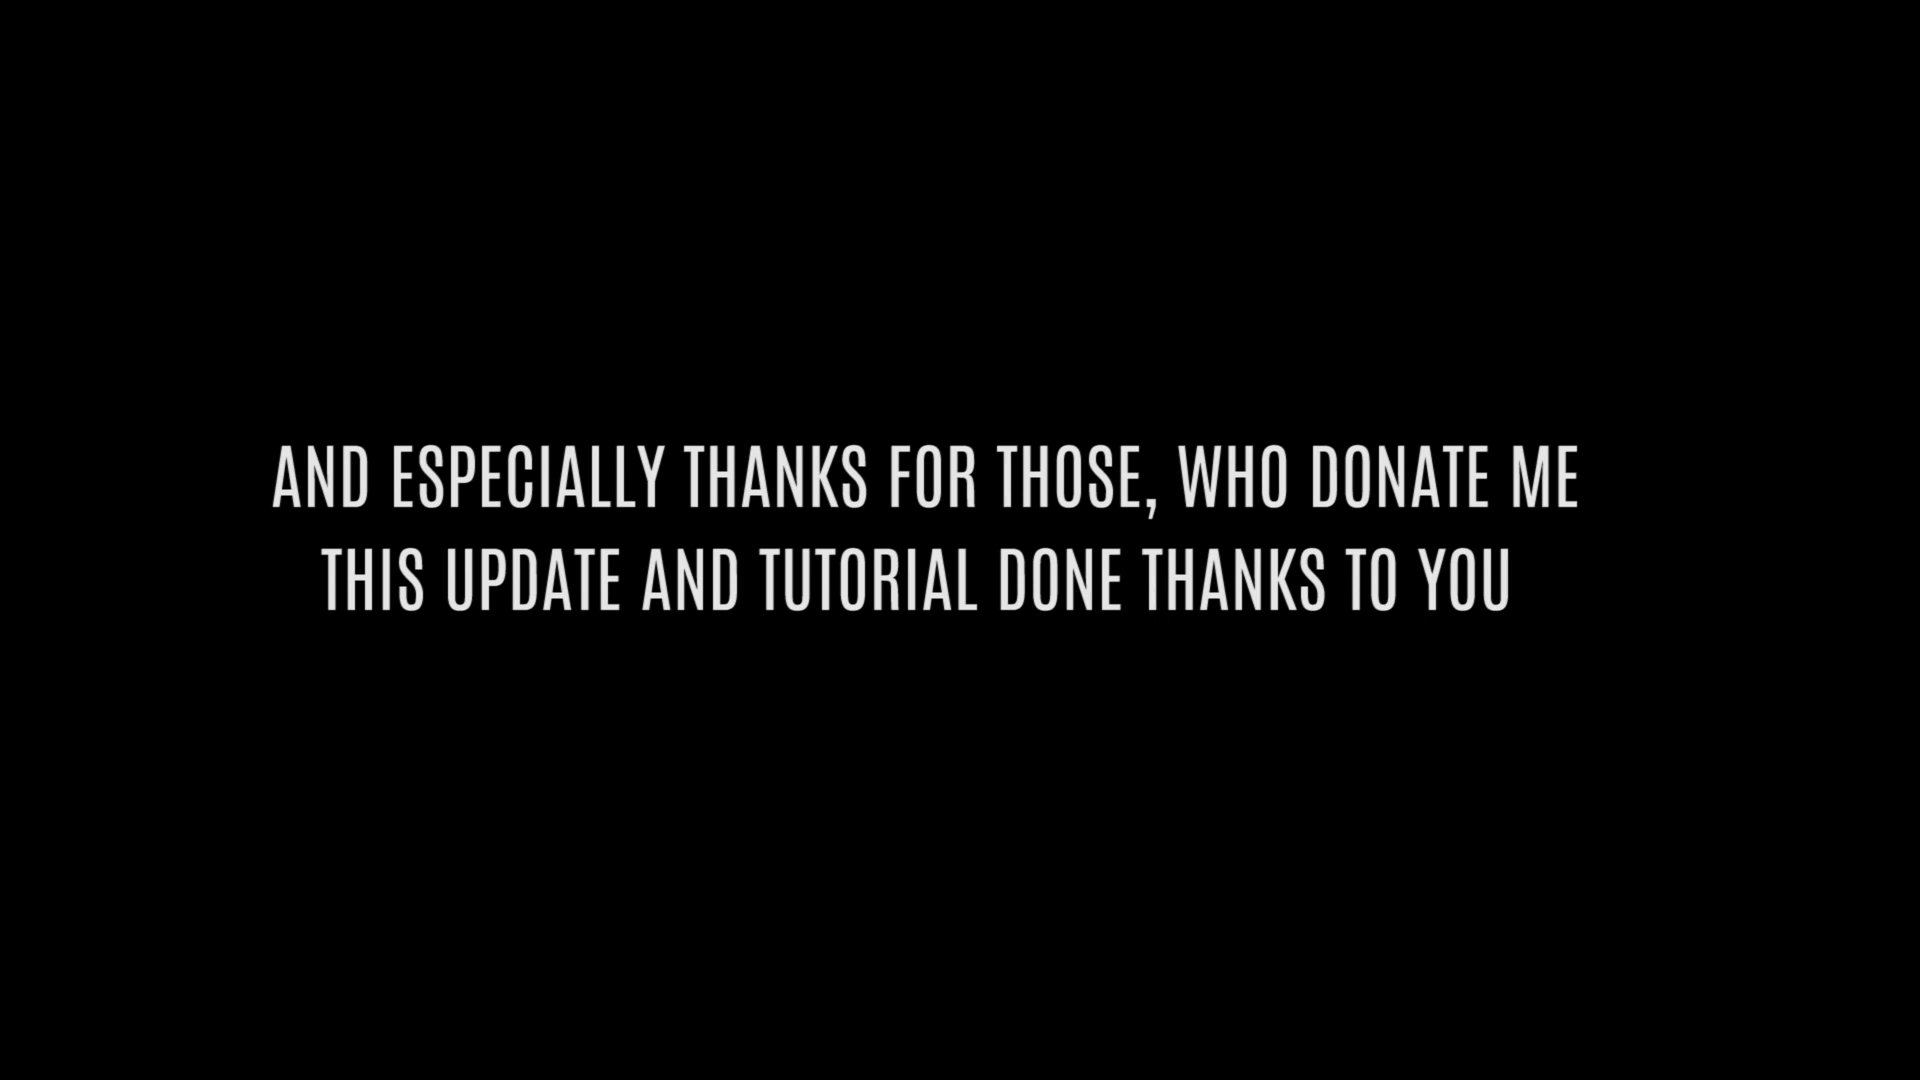 AND ESPECIALLY THANKS FOR THOSE, WHO DONATE ME
THIS UPDATE AND TUTORIAL DONE THANKS TO YOU